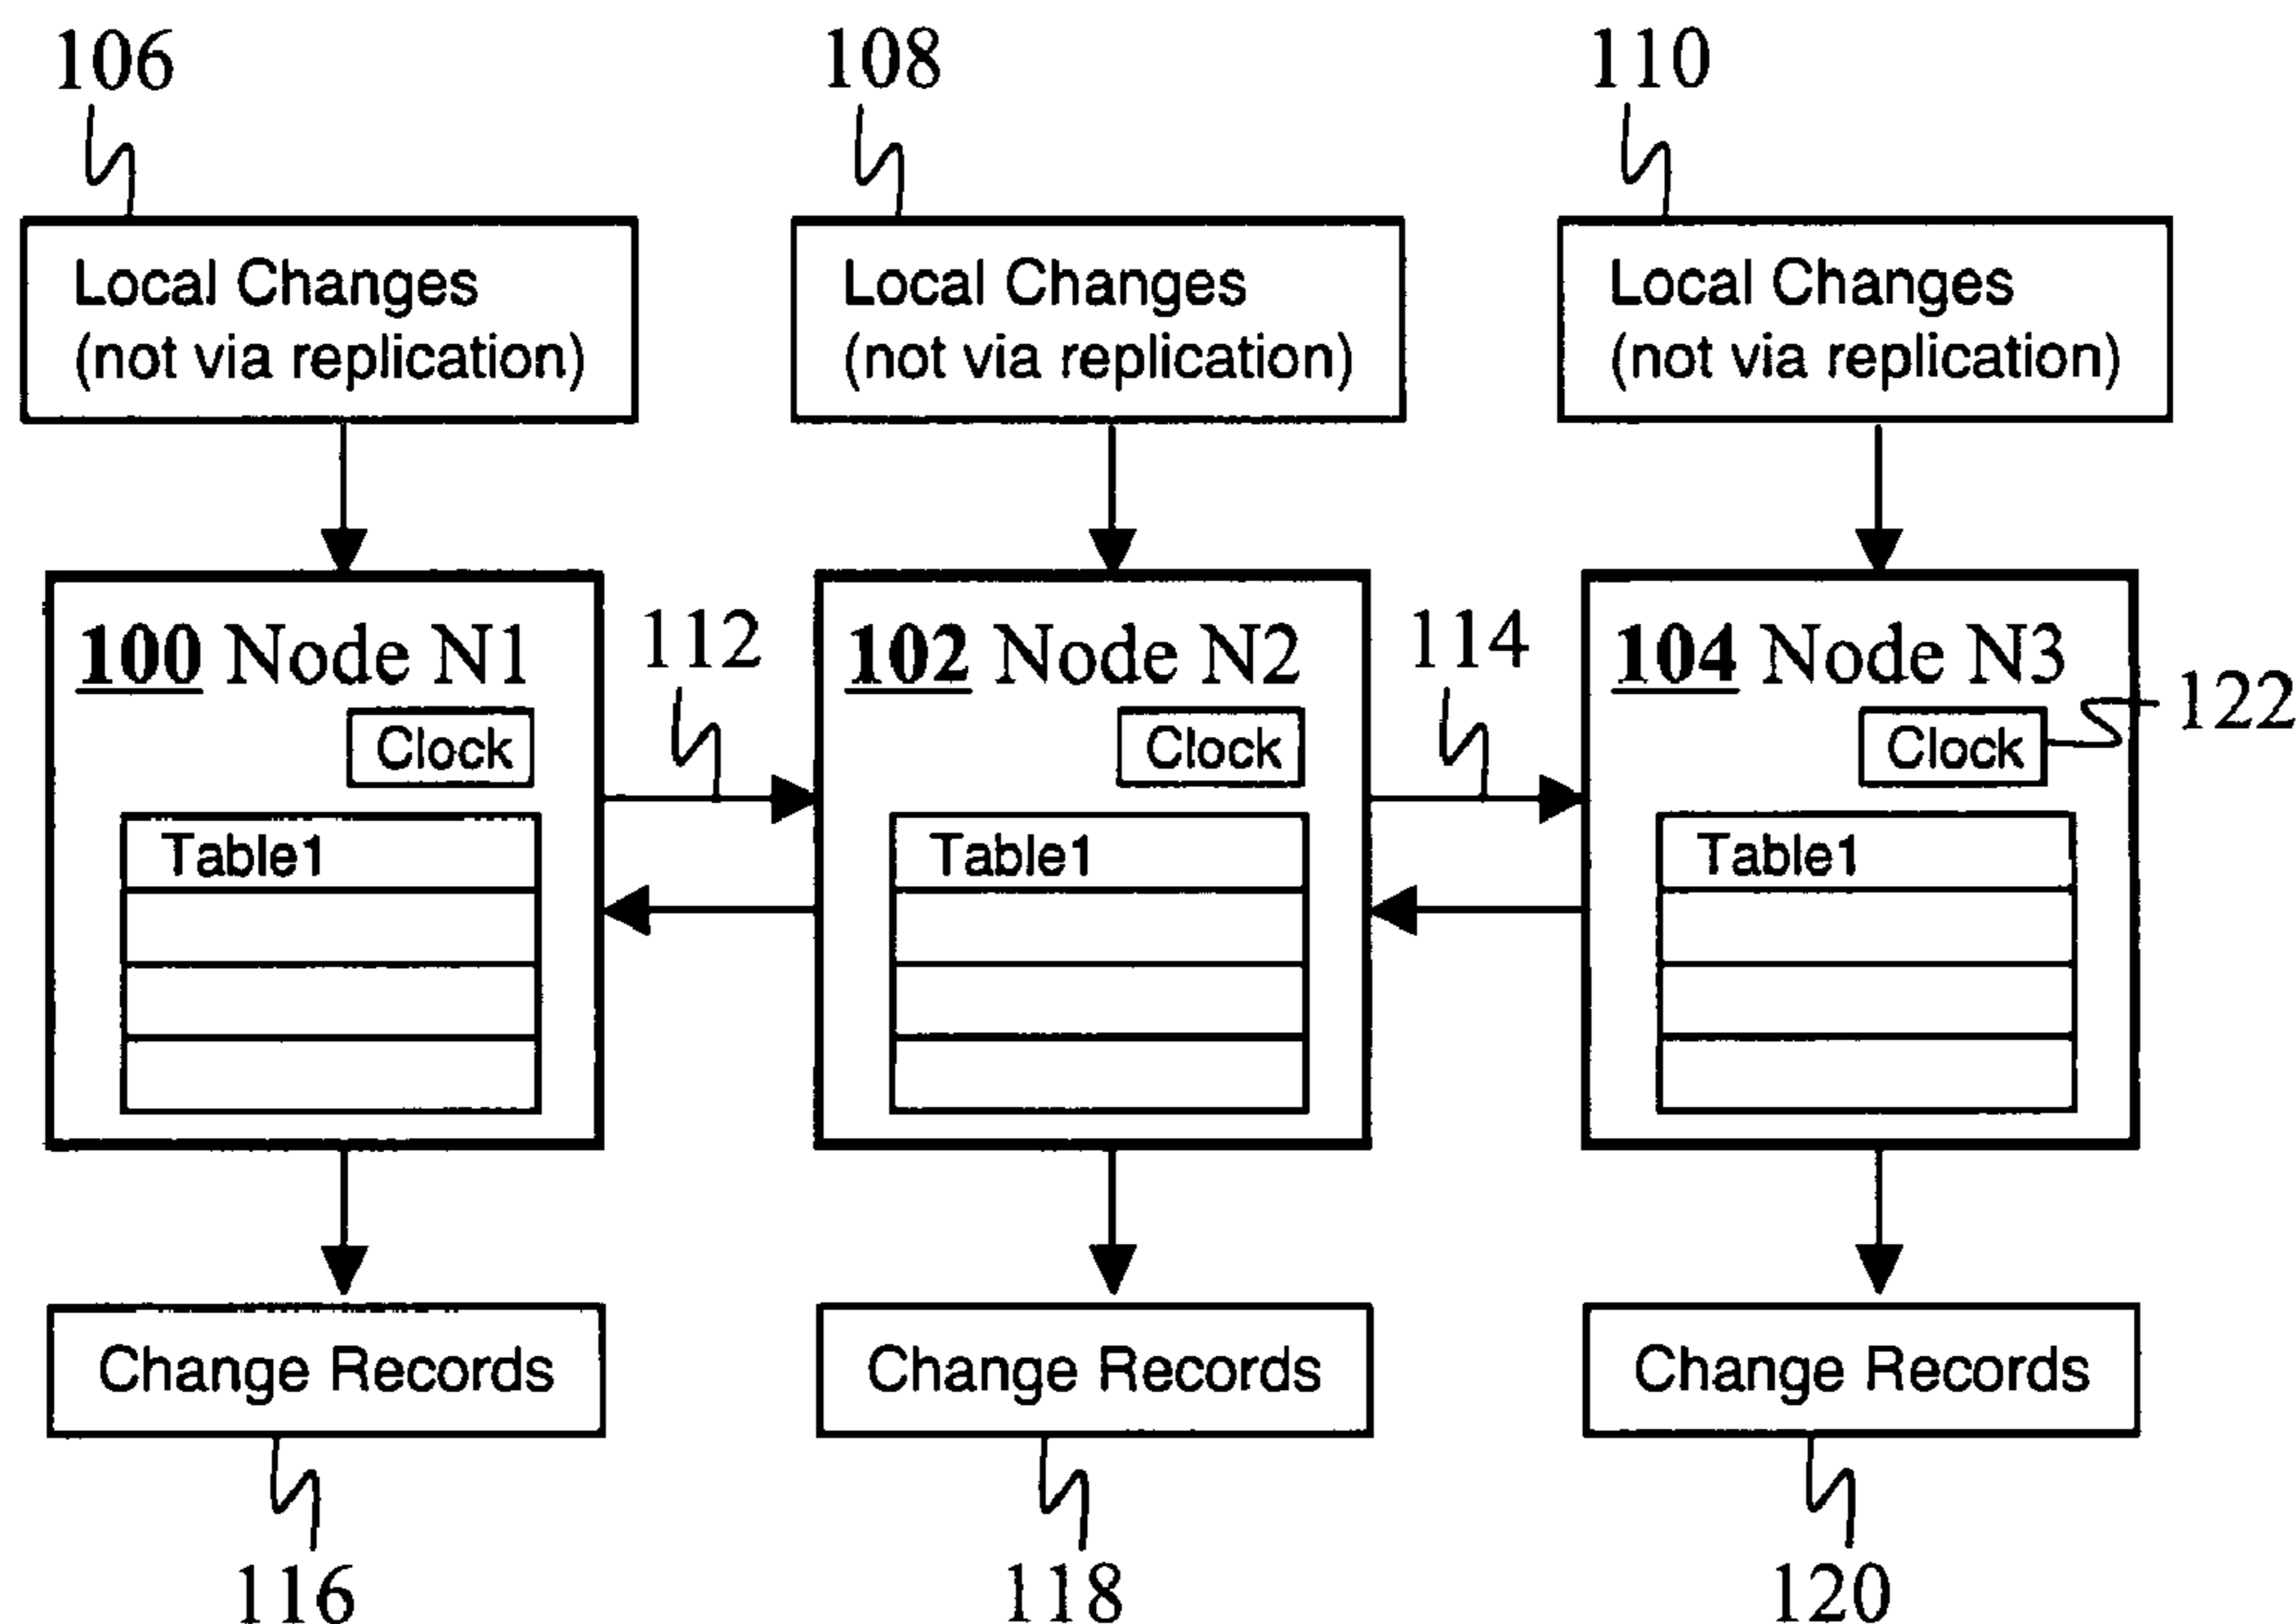 106 108 110
Local Changes Local Changes Local Changes
(not via replication) (not via replication) (not via replication)
100 Node N1 112 102 Node N2 114 104 Node N3 122
Clock Clock Clock
Table1 Table1 Table1
Change Records Change Records Change Records
116 118 120